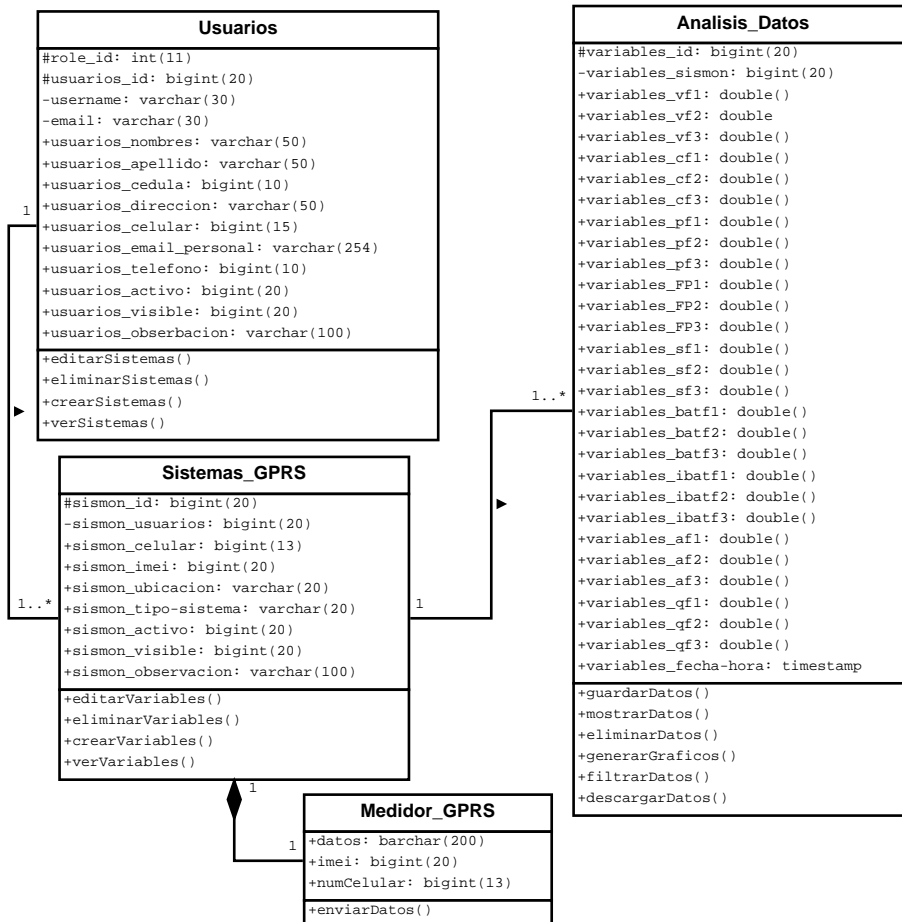 Usuarios
#role_id: int(11)
#usuarios_id: bigint(20)
-username: varchar(30)
-email: varchar(30)
+usuarios_nombres: varchar(50)
+usuarios_apellido: varchar(50)
+usuarios_cedula: bigint(10)
+usuarios_direccion: varchar(50)
+usuarios_celular: bigint(15)
+usuarios_email_personal: varchar(254)
+usuarios_telefono: bigint(10)
+usuarios_activo: bigint(20)
+usuarios_visible: bigint(20)
+usuarios_obserbacion: varchar(100)
+editarSistemas()
+eliminarSistemas()
+crearSistemas()
+verSistemas()
1
1..*
Sistemas_GPRS
#sismon_id: bigint(20)
-sismon_usuarios: bigint(20)
+sismon_celular: bigint(13)
+sismon_imei: bigint(20)
+sismon_ubicacion: varchar(20)
+sismon_tipo-sistema: varchar(20)
+sismon_activo: bigint(20)
+sismon_visible: bigint(20)
+sismon_observacion: varchar(100)
+editarVariables()
+eliminarVariables()
+crearVariables()
+verVariables()
1
1..*
Analisis_Datos
#variables_id: bigint(20)
-variables_sismon: bigint(20)
+variables_vf1: double()
+variables_vf2: double
+variables_vf3: double()
+variables_cf1: double()
+variables_cf2: double()
+variables_cf3: double()
+variables_pf1: double()
+variables_pf2: double()
+variables_pf3: double()
+variables_FP1: double()
+variables_FP2: double()
+variables_FP3: double()
+variables_sf1: double()
+variables_sf2: double()
+variables_sf3: double()
+variables_batf1: double()
+variables_batf2: double()
+variables_batf3: double()
+variables_ibatf1: double()
+variables_ibatf2: double()
+variables_ibatf3: double()
+variables_af1: double()
+variables_af2: double()
+variables_af3: double()
+variables_qf1: double()
+variables_qf2: double()
+variables_qf3: double()
+variables_fecha-hora: timestamp
+guardarDatos()
+mostrarDatos()
+eliminarDatos()
+generarGraficos()
+filtrarDatos()
+descargarDatos()
1
1
Medidor_GPRS
+datos: barchar(200)
+imei: bigint(20)
+numCelular: bigint(13)
+enviarDatos()